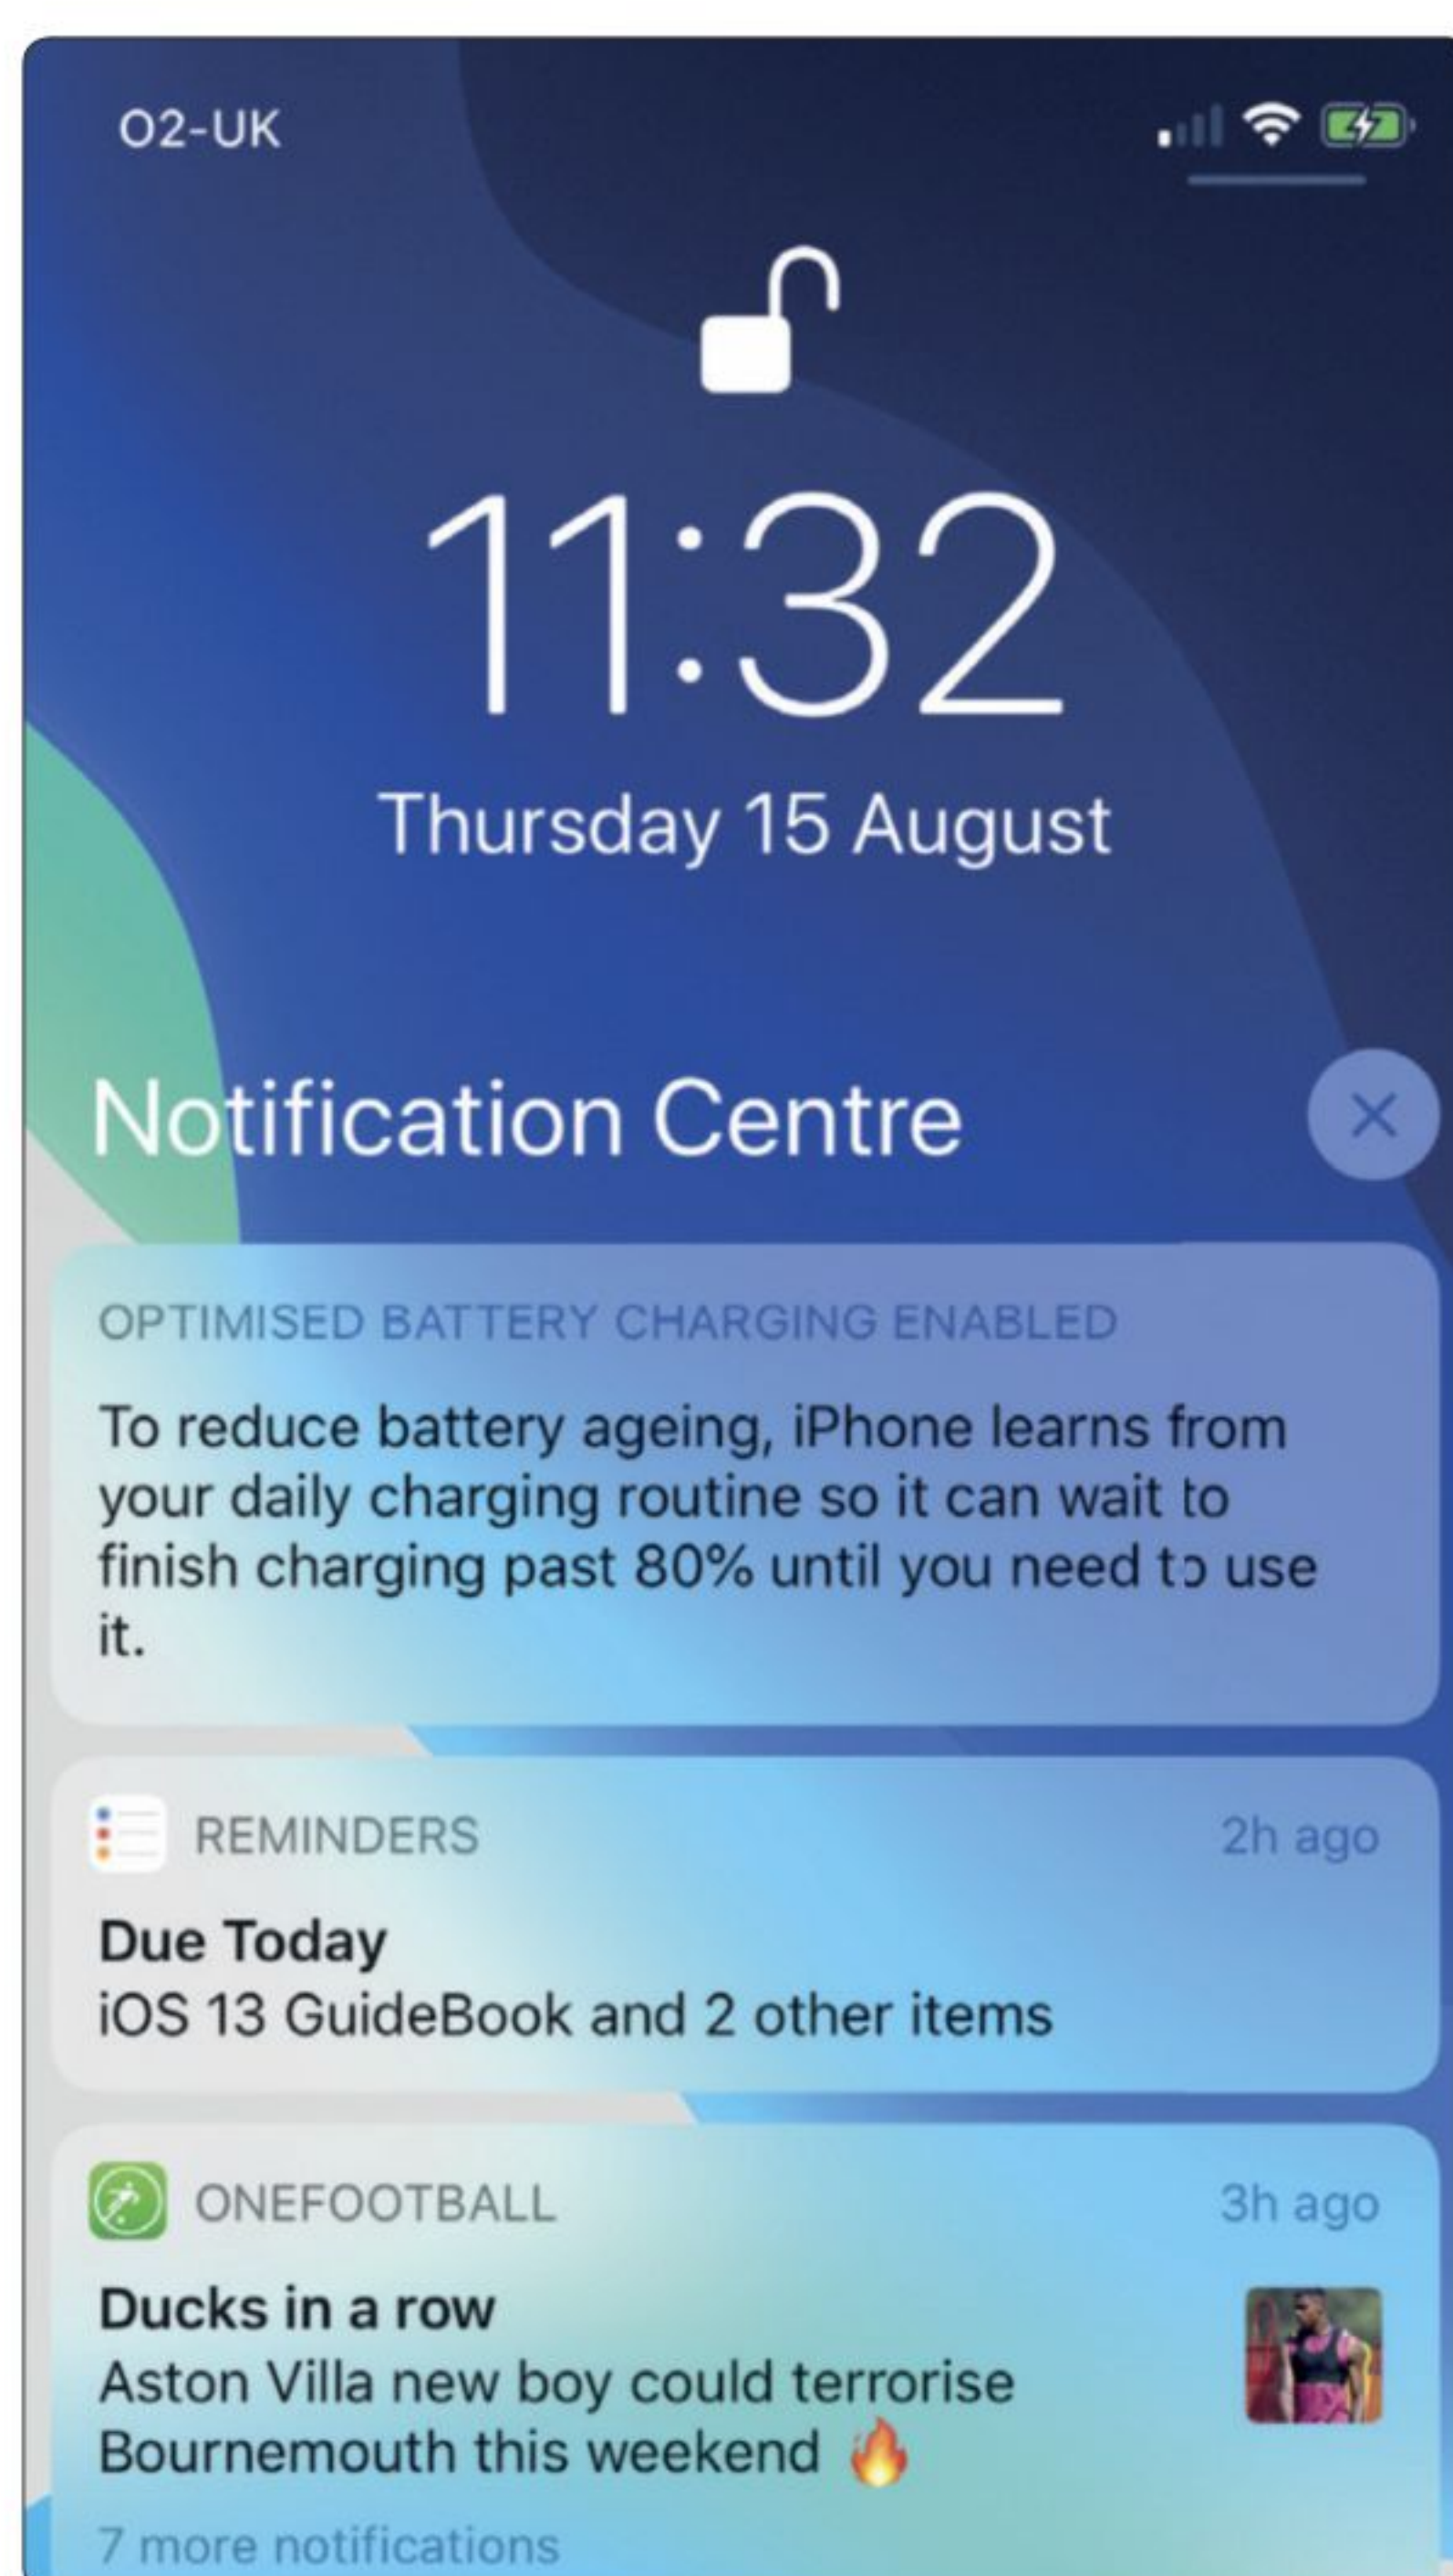 O2-UK
11:32
Thursday 15 August
Notification Centre
OPTIMISED BATTERY CHARGING ENABLED
To reduce battery ageing, iPhone learns from
your daily charging routine so it can wait to
finish charging past 80% until you need to use
it.
REMINDERS 2h ago
Due Today
iOS 13 GuideBook and 2 other items
ONEFOOTBALL 3h ago
Ducks in a row
Aston Villa new boy could terrorise
Bournemouth this weekend 🔥
7 more notifications